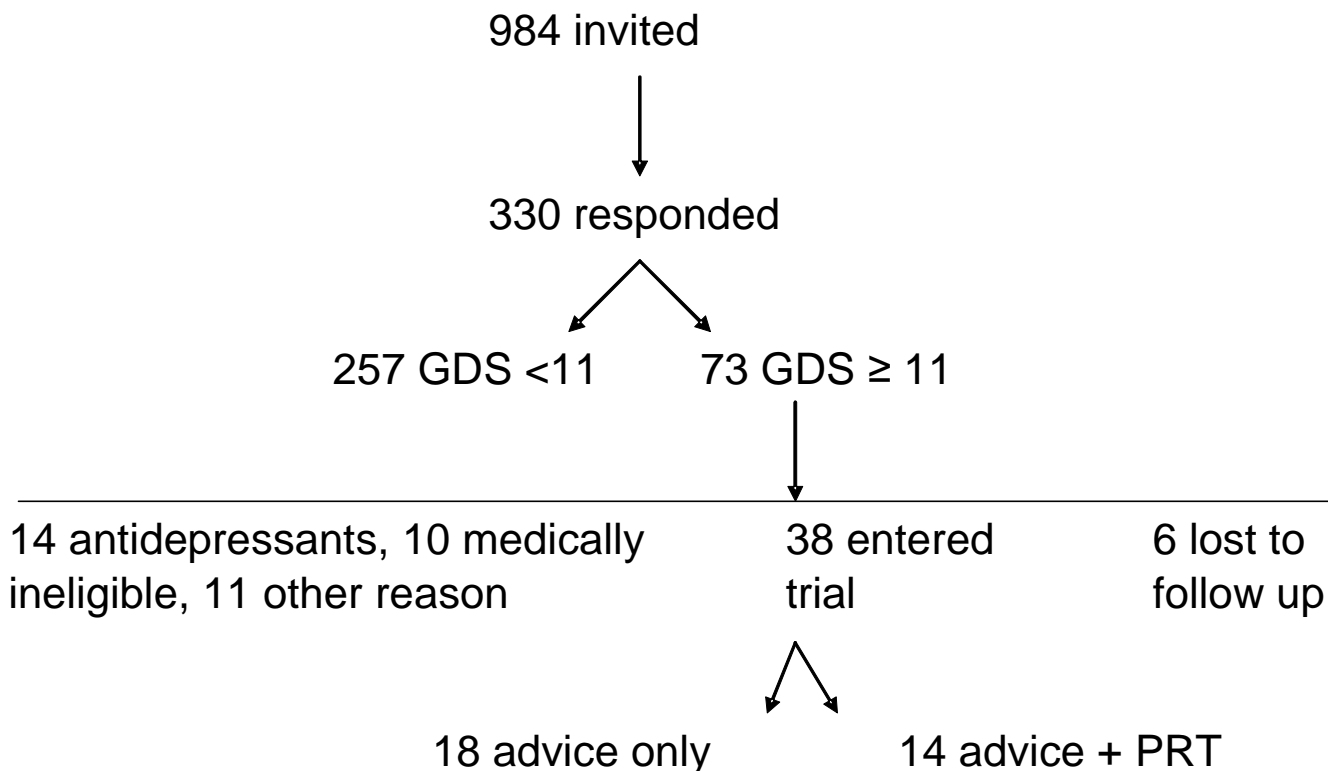 984 invited
330 responded
257 GDS <11
73 GDS ≥ 11
14 antidepressants, 10 medically
ineligible, 11 other reason
38 entered
trial
6 lost to
follow up
18 advice only
14 advice + PRT